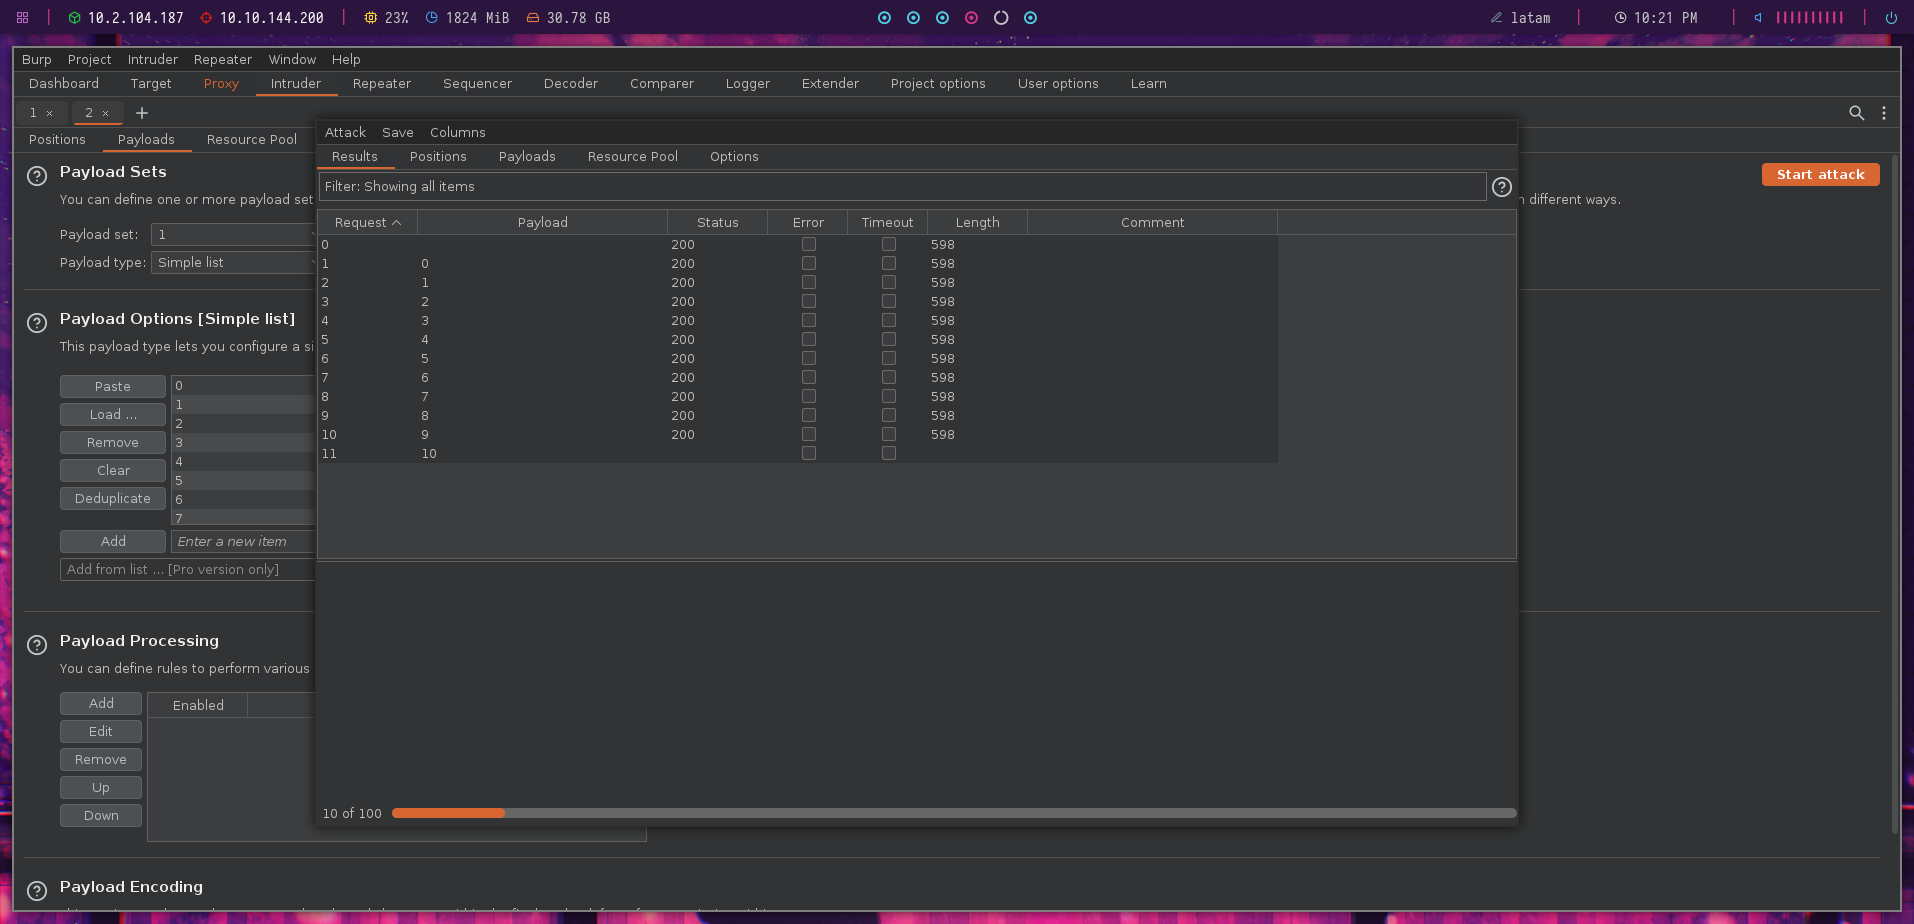 10.2.104.187 10.10.144.200 23% 1824 MiB 30.78 GB latam 10:21 PM
Burp Project Intruder Repeater Window Help
Dashboard Target Proxy Intruder Repeater Sequencer Decoder Comparer Logger Extender Project options User options Learn
1 × 2 × +
Positions Payloads Resource Pool
Payload Sets
Start attack
You can define one or more payload set
n different ways.
Payload set: 1
Payload type: Simple list
Payload Options [Simple list]
This payload type lets you configure a si
Paste
Load ...
Remove
Clear
Deduplicate
0
1
2
3
4
5
6
7
Add Enter a new item
Add from list ... [Pro version only]
Payload Processing
You can define rules to perform various
Add
Edit
Remove
Up
Down
Enabled
Payload Encoding
Attack Save Columns
Results Positions Payloads Resource Pool Options
Filter: Showing all items
Request Payload Status Error Timeout Length Comment
0 200 598
1 0 200 598
2 1 200 598
3 2 200 598
4 3 200 598
5 4 200 598
6 5 200 598
7 6 200 598
8 7 200 598
9 8 200 598
10 9 200 598
11 10
10 of 100